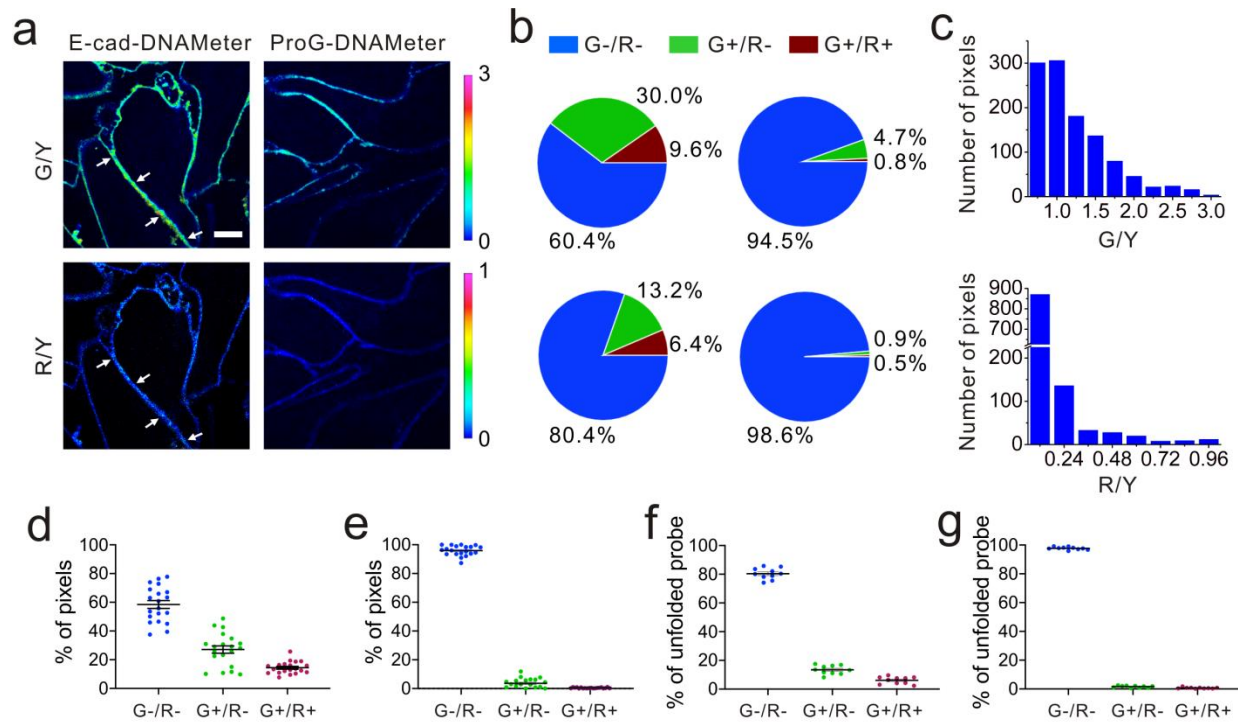 a
E-cad-DNAMeter ProG-DNAMeter
G/Y
3
0
R/Y
1
0
b
G-/R- G+/R- G+/R+
30.0%
9.6%
60.4%
4.7%
0.8%
94.5%
13.2%
6.4%
80.4%
0.9%
0.5%
98.6%
c
Number of pixels
300
200
100
0
1.0 1.5 2.0 2.5 3.0
G/Y
Number of pixels
900
800
200
100
0
0.24 0.48 0.72 0.96
R/Y
d
% of pixels
100
80
60
40
20
0
G-/R- G+/R- G+/R+
e
% of pixels
100
80
60
40
20
0
G-/R- G+/R- G+/R+
f
% of unfolded probe
100
80
60
40
20
0
G-/R- G+/R- G+/R+
g
% of unfolded probe
100
80
60
40
20
0
G-/R- G+/R- G+/R+